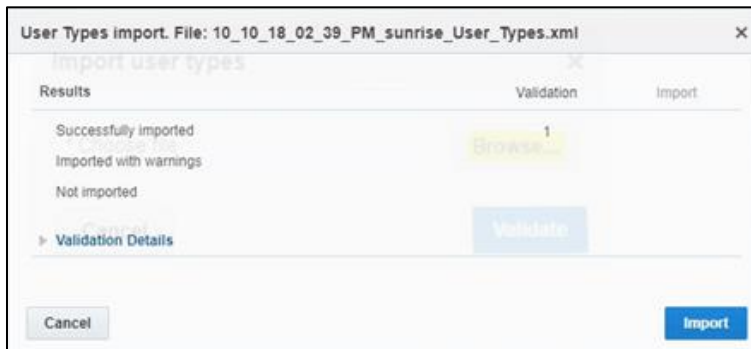 User Types import. File: 10_10_18_02_39_PM_sunrise_User_Types.xml ×
Import user types ×
Results Validation Import
Successfully imported 1
Choose file Browse...
Imported with warnings
Not imported
Cancel Validate
Validation Details
Cancel Import